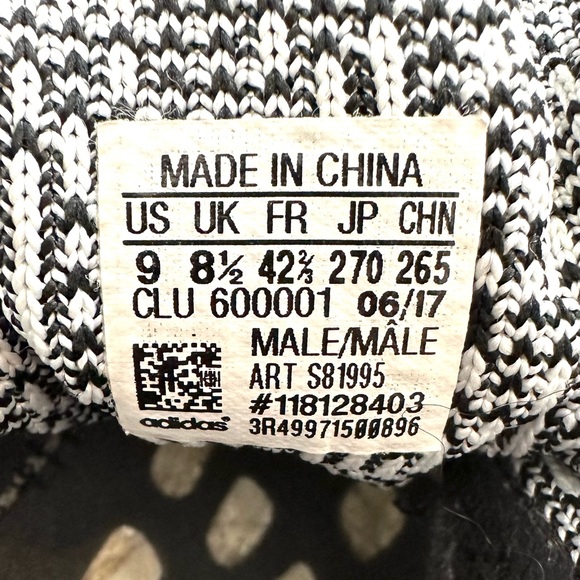 MADE IN CHINA
US UK FR JP CHN
9 8½ 42⅔ 270 265
CLU 600001 06/17
MALE/MÂLE
ART S81995
#118128403
adidas® 3R49971500896